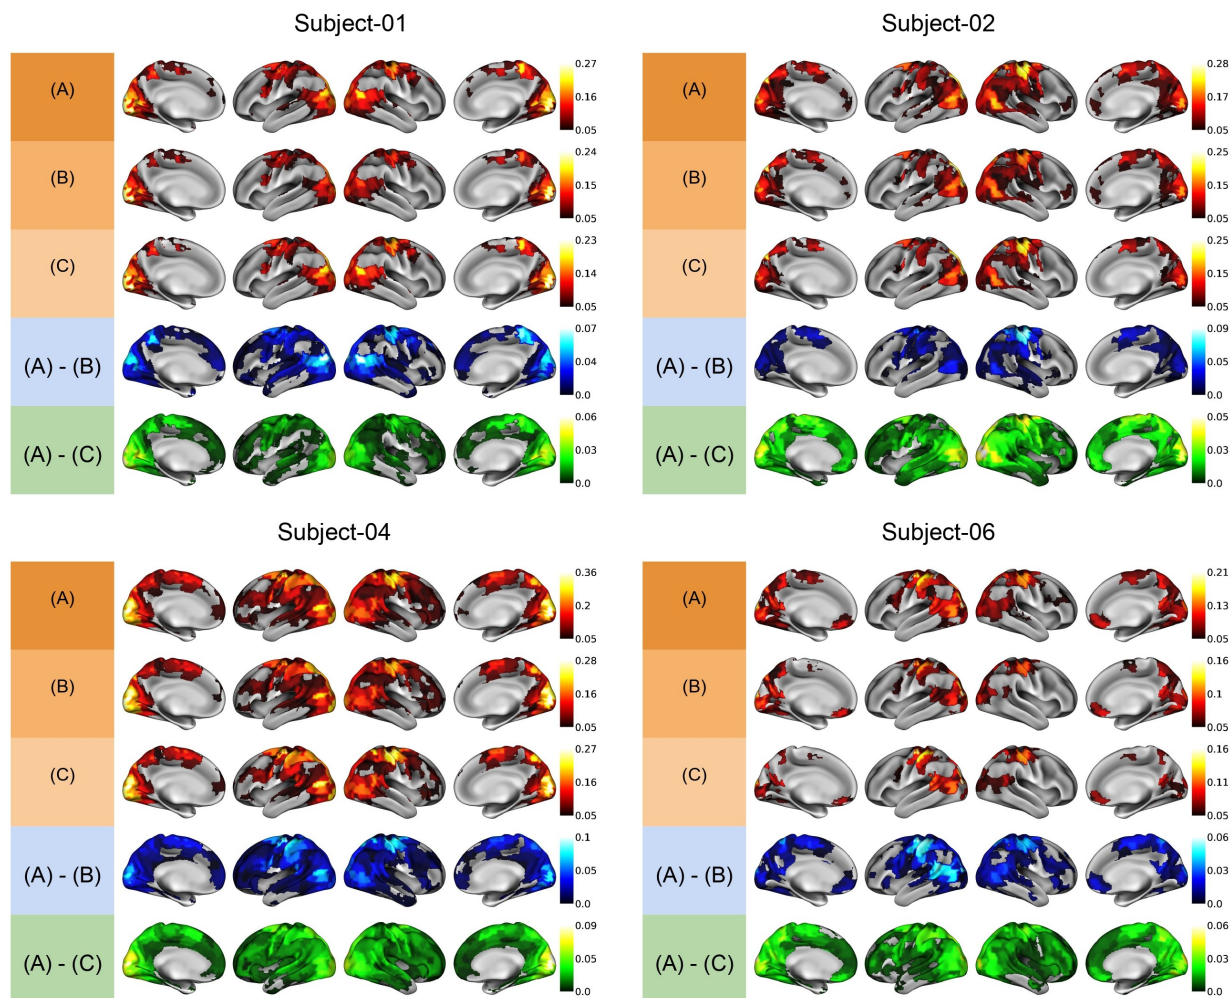 Subject-01
(A)
0.27
0.16
0.05
(B)
0.24
0.15
0.05
(C)
0.23
0.14
0.05
(A) - (B)
0.07
0.04
0.0
(A) - (C)
0.06
0.03
0.0
Subject-02
(A)
0.28
0.17
0.05
(B)
0.25
0.15
0.05
(C)
0.25
0.15
0.05
(A) - (B)
0.09
0.05
0.0
(A) - (C)
0.05
0.03
0.0
Subject-04
(A)
0.36
0.2
0.05
(B)
0.28
0.16
0.05
(C)
0.27
0.16
0.05
(A) - (B)
0.1
0.05
0.0
(A) - (C)
0.09
0.05
0.0
Subject-06
(A)
0.21
0.13
0.05
(B)
0.16
0.1
0.05
(C)
0.16
0.11
0.05
(A) - (B)
0.06
0.03
0.0
(A) - (C)
0.06
0.03
0.0